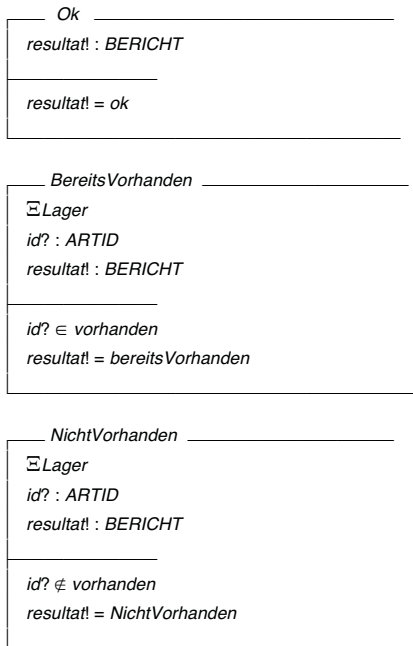 Ok
resultat! : BERICHT
resultat! = ok
BereitsVorhanden
ΞLager
id? : ARTID
resultat! : BERICHT
id? ∈ vorhanden
resultat! = bereitsVorhanden
NichtVorhanden
ΞLager
id? : ARTID
resultat! : BERICHT
id? ∉ vorhanden
resultat! = NichtVorhanden